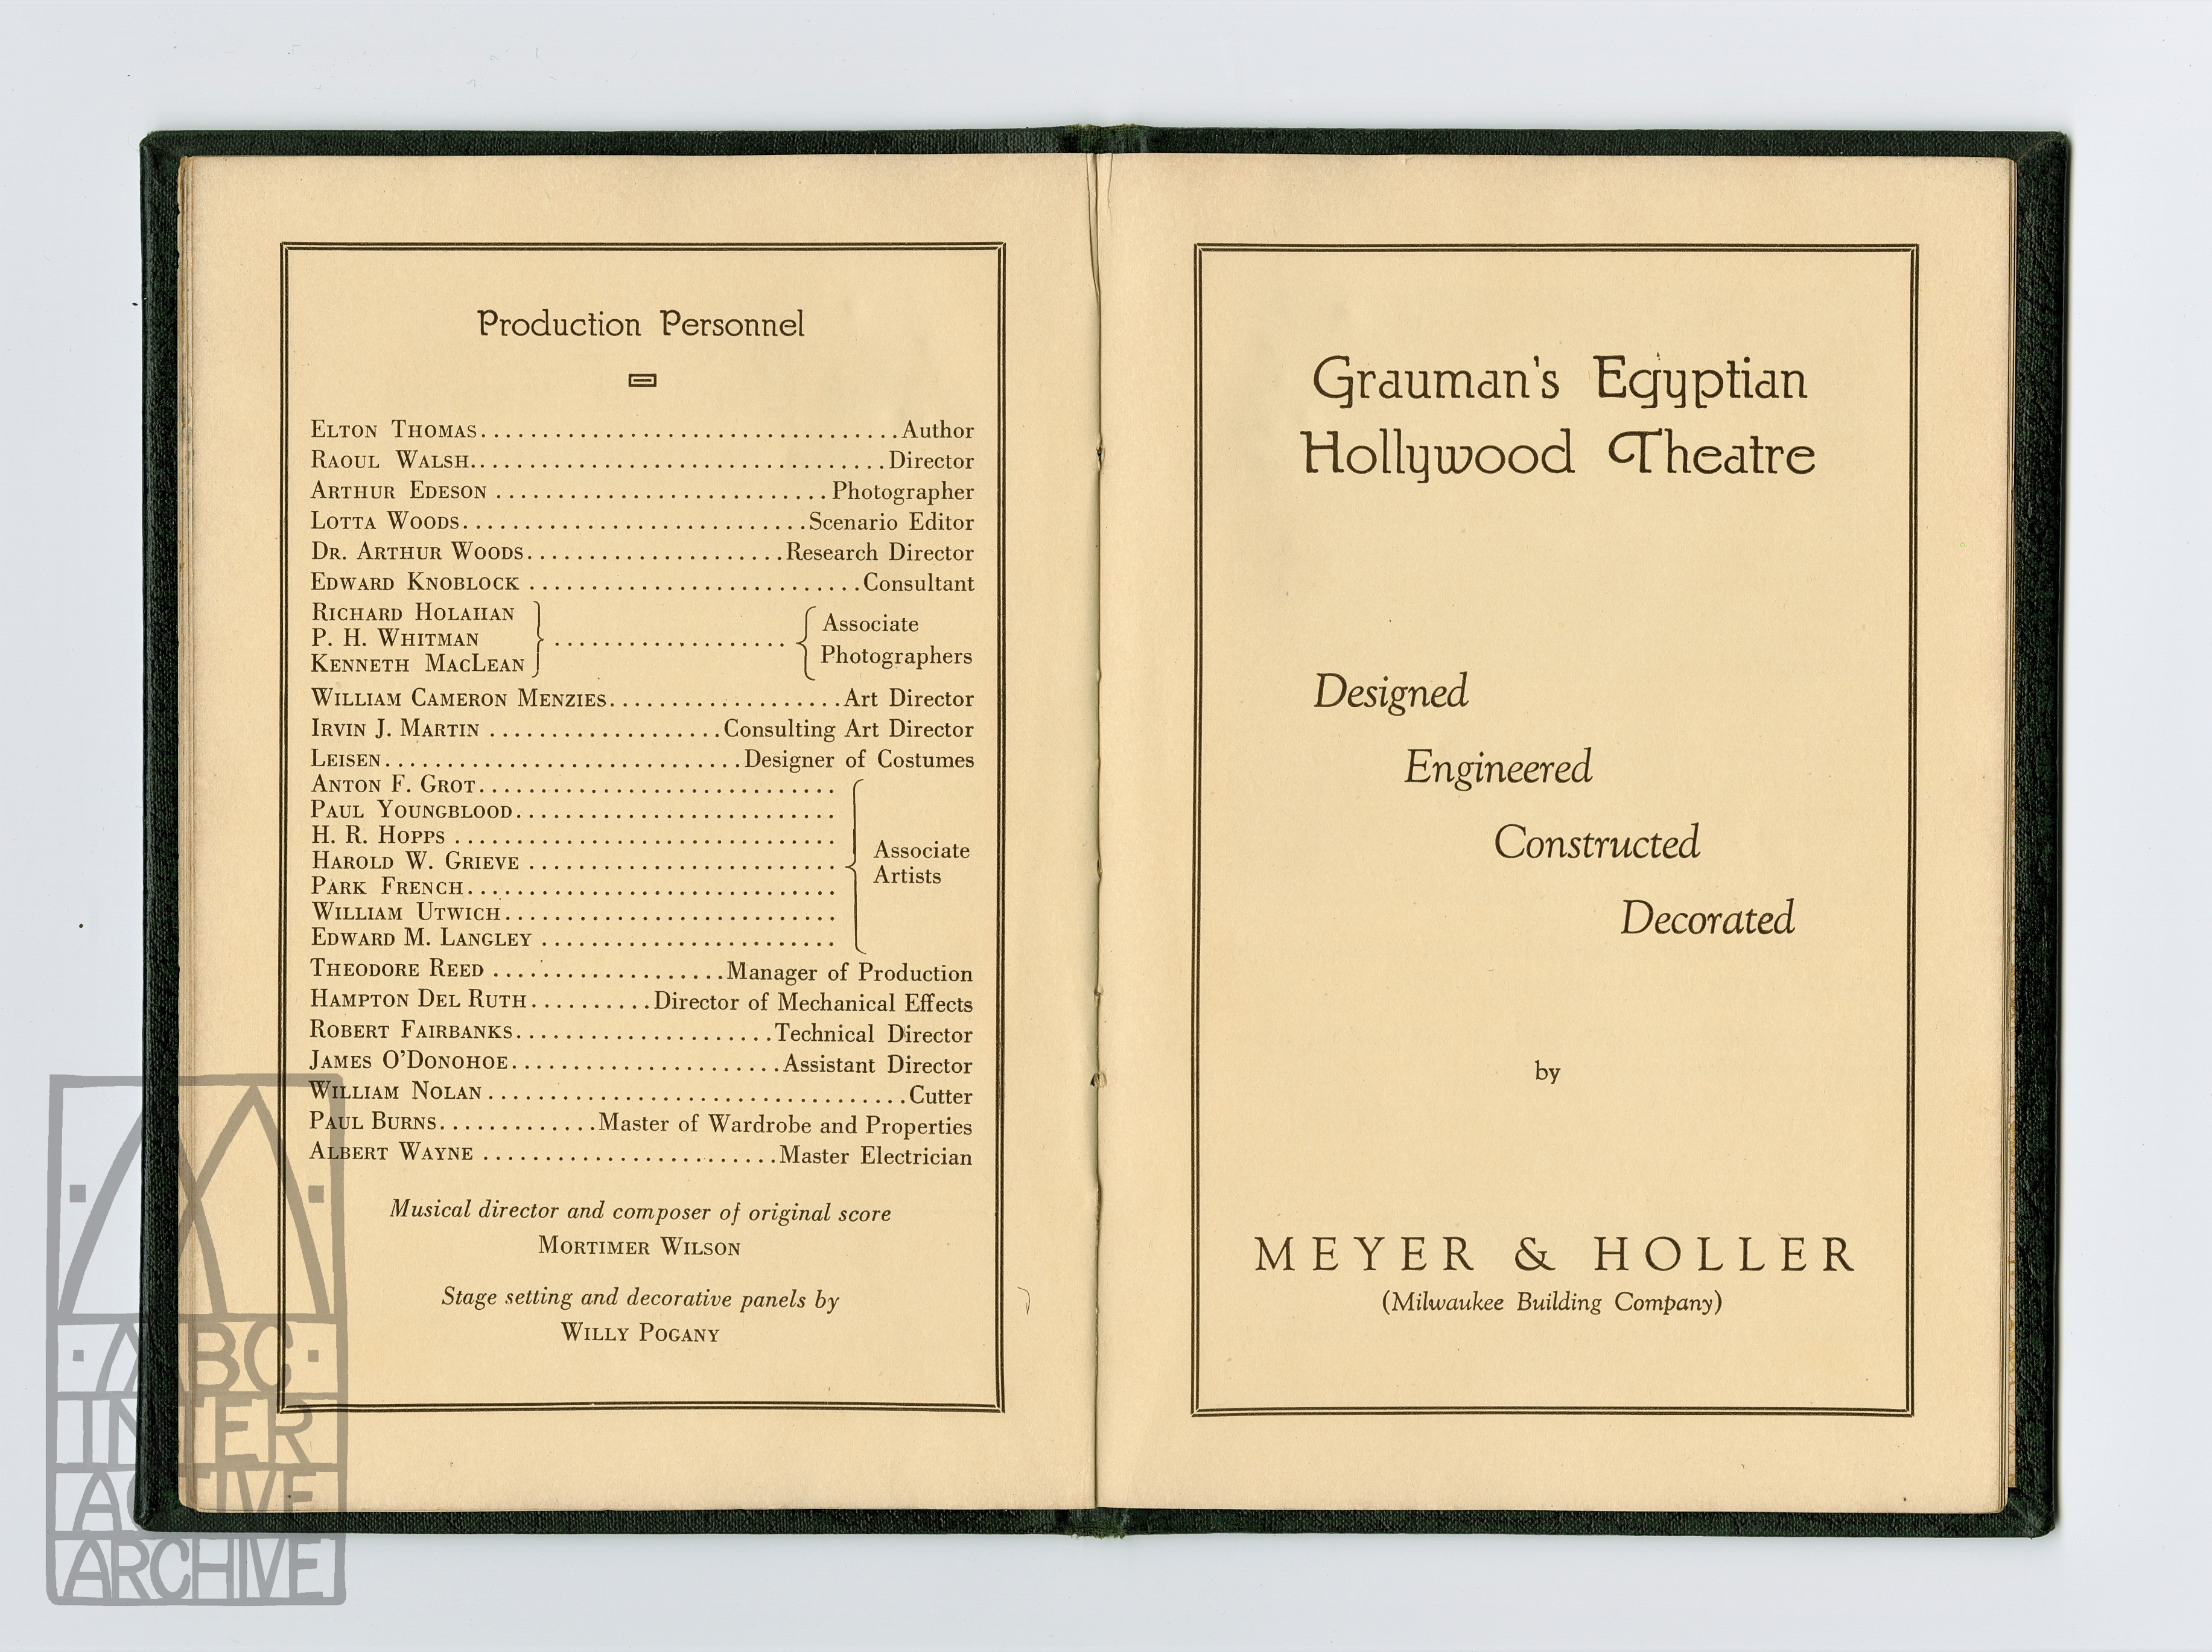 Production Personnel
Elton Thomas..................................Author
Raoul Walsh..................................Director
Arthur Edeson ...........................Photographer
Lotta Woods............................Scenario Editor
Dr. Arthur Woods.....................Research Director
Edward Knoblock ...........................Consultant
Richard Holahan
P. H. Whitman
Kenneth MacLean
...................
Associate
Photographers
William Cameron Menzies...................Art Director
Irvin J. Martin ...................Consulting Art Director
Leisen.............................Designer of Costumes
Anton F. Grot.............................
Paul Youngblood..........................
H. R. Hopps ...............................
Harold W. Grieve .........................
Park French..............................
William Utwich...........................
Edward M. Langley ........................
Associate
Artists
Theodore Reed ...................Manager of Production
Hampton Del Ruth..........Director of Mechanical Effects
Robert Fairbanks.....................Technical Director
James O'Donohoe......................Assistant Director
William Nolan ..................................Cutter
Paul Burns.............Master of Wardrobe and Properties
Albert Wayne ........................Master Electrician
Musical director and composer of original score
Mortimer Wilson
Stage setting and decorative panels by
Willy Pogany
Grauman's Egyptian
Hollywood Theatre
Designed
Engineered
Constructed
Decorated
by
MEYER & HOLLER
(Milwaukee Building Company)
ABC
INTER
ACTIVE
ARCHIVE